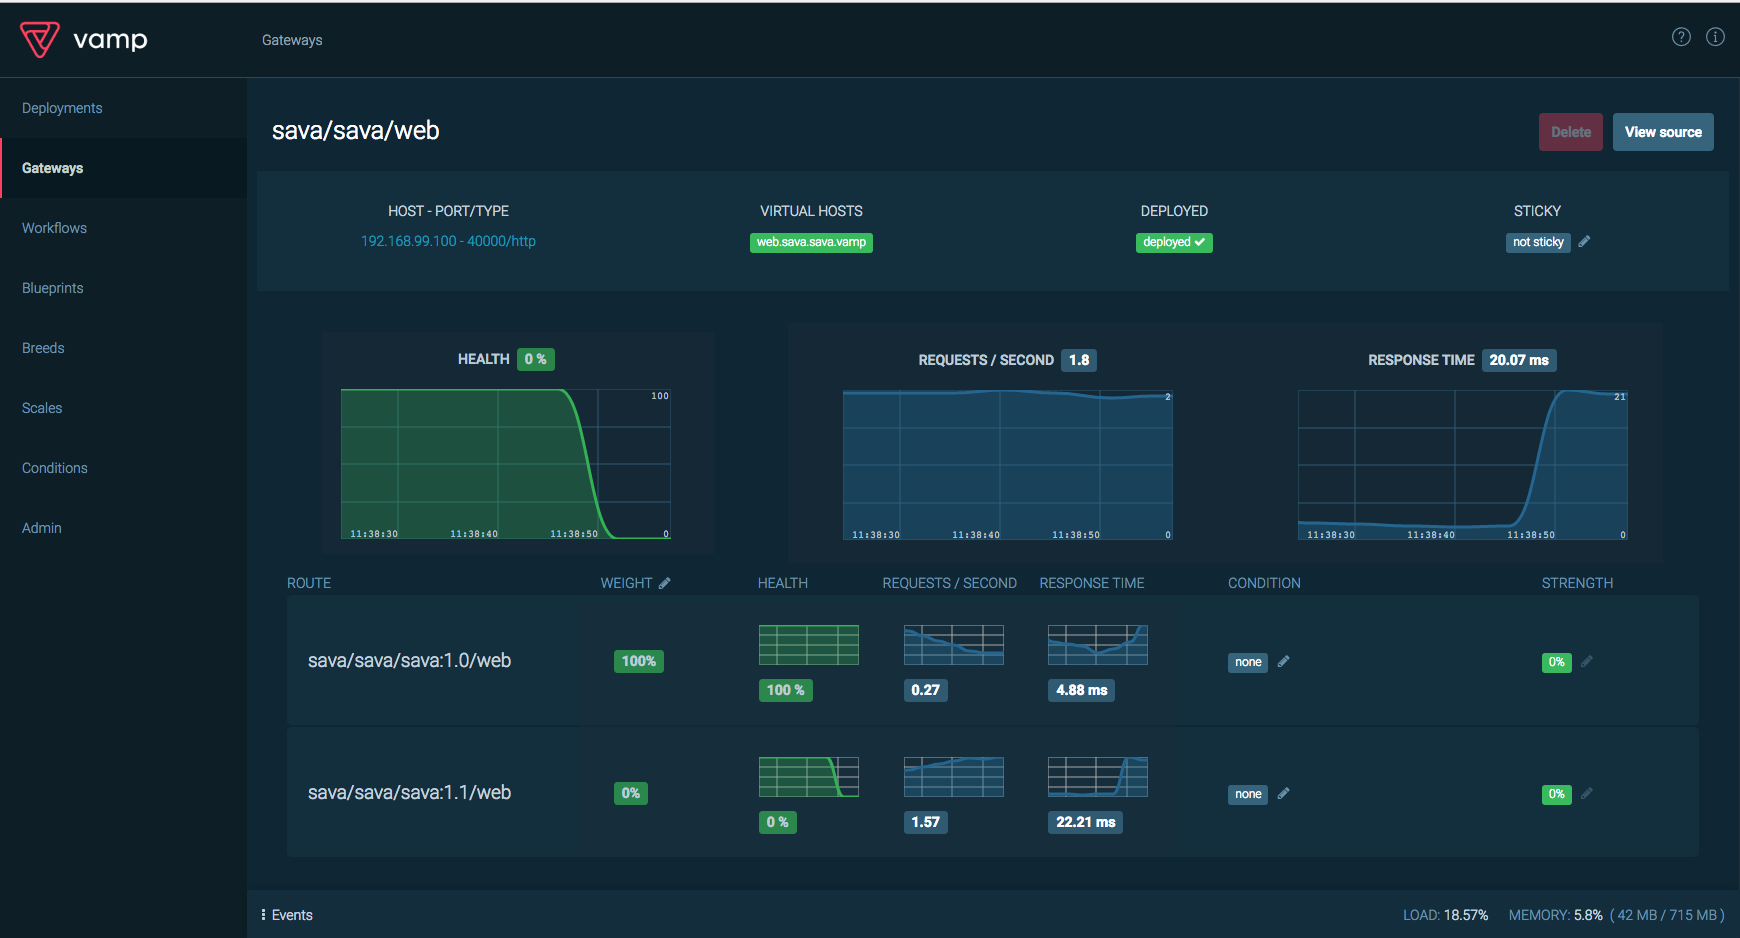 vamp
Gateways
Deployments
Gateways
Workflows
Blueprints
Breeds
Scales
Conditions
Admin
sava/sava/web
Delete
View source
HOST - PORT/TYPE
VIRTUAL HOSTS
DEPLOYED
STICKY
192.168.99.100 - 40000/http
web.sava.sava.vamp
deployed ✔
not sticky
HEALTH 0 %
100
11:38:30 11:38:40 11:38:50 0
REQUESTS / SECOND 1.8
2
11:38:30 11:38:40 11:38:50 0
RESPONSE TIME 20.07 ms
21
11:38:30 11:38:40 11:38:50 0
ROUTE WEIGHT HEALTH REQUESTS / SECOND RESPONSE TIME CONDITION STRENGTH
sava/sava/sava:1.0/web 100% none 0%
100 % 0.27 4.88 ms
sava/sava/sava:1.1/web 0% none 0%
0 % 1.57 22.21 ms
Events
LOAD: 18.57% MEMORY: 5.8% ( 42 MB / 715 MB )